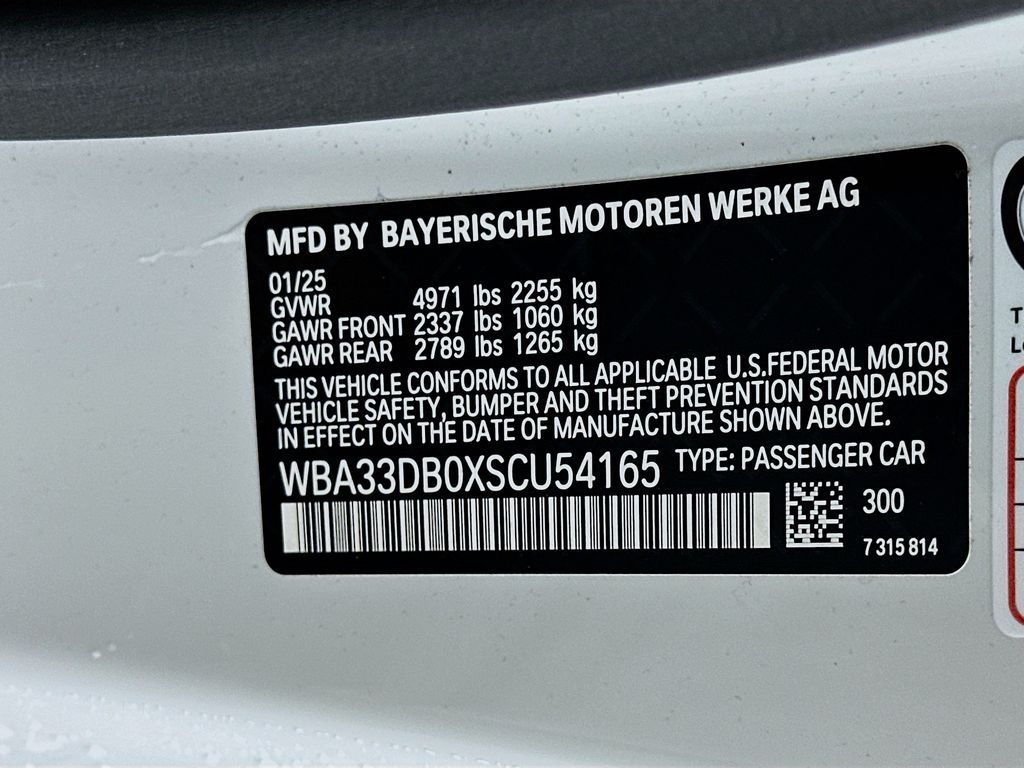 MFD BY BAYERISCHE MOTOREN WERKE AG
01/25
GVWR 4971 lbs 2255 kg
GAWR FRONT 2337 lbs 1060 kg
GAWR REAR 2789 lbs 1265 kg
THIS VEHICLE CONFORMS TO ALL APPLICABLE U.S.FEDERAL MOTOR
VEHICLE SAFETY, BUMPER AND THEFT PREVENTION STANDARDS
IN EFFECT ON THE DATE OF MANUFACTURE SHOWN ABOVE.
WBA33DB0XSCU54165 TYPE: PASSENGER CAR
300
7 315 814